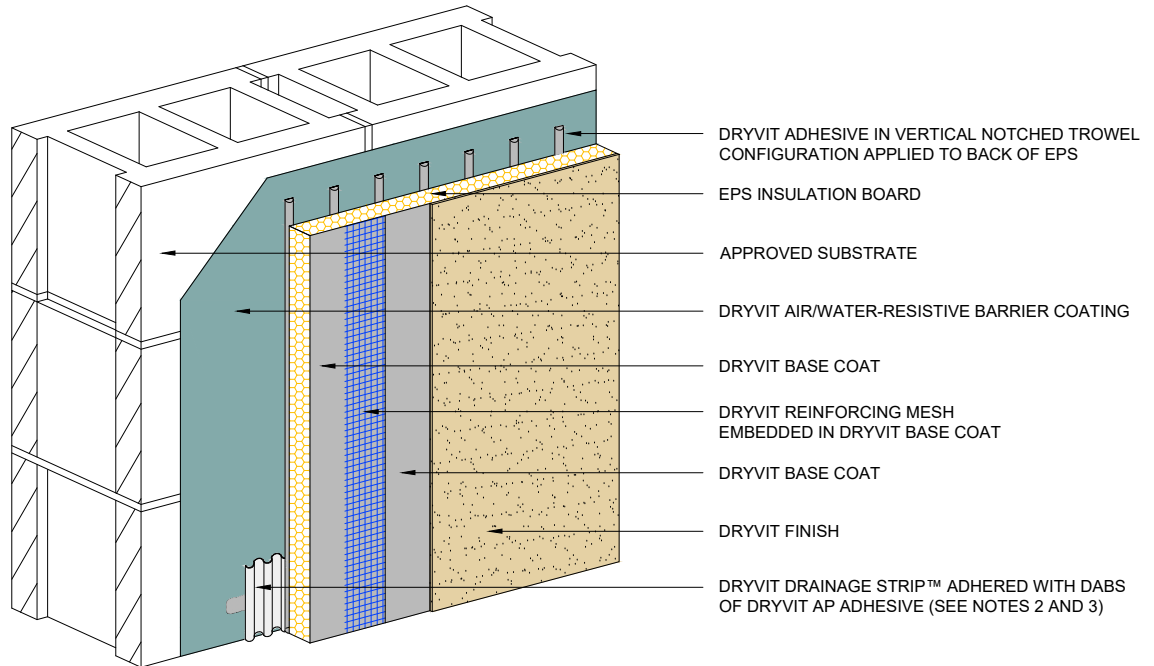 DRYVIT ADHESIVE IN VERTICAL NOTCHED TROWEL
CONFIGURATION APPLIED TO BACK OF EPS
EPS INSULATION BOARD
APPROVED SUBSTRATE
DRYVIT AIR/WATER-RESISTIVE BARRIER COATING
DRYVIT BASE COAT
DRYVIT REINFORCING MESH
EMBEDDED IN DRYVIT BASE COAT
DRYVIT BASE COAT
DRYVIT FINISH
DRYVIT DRAINAGE STRIP™ ADHERED WITH DABS
OF DRYVIT AP ADHESIVE (SEE NOTES 2 AND 3)